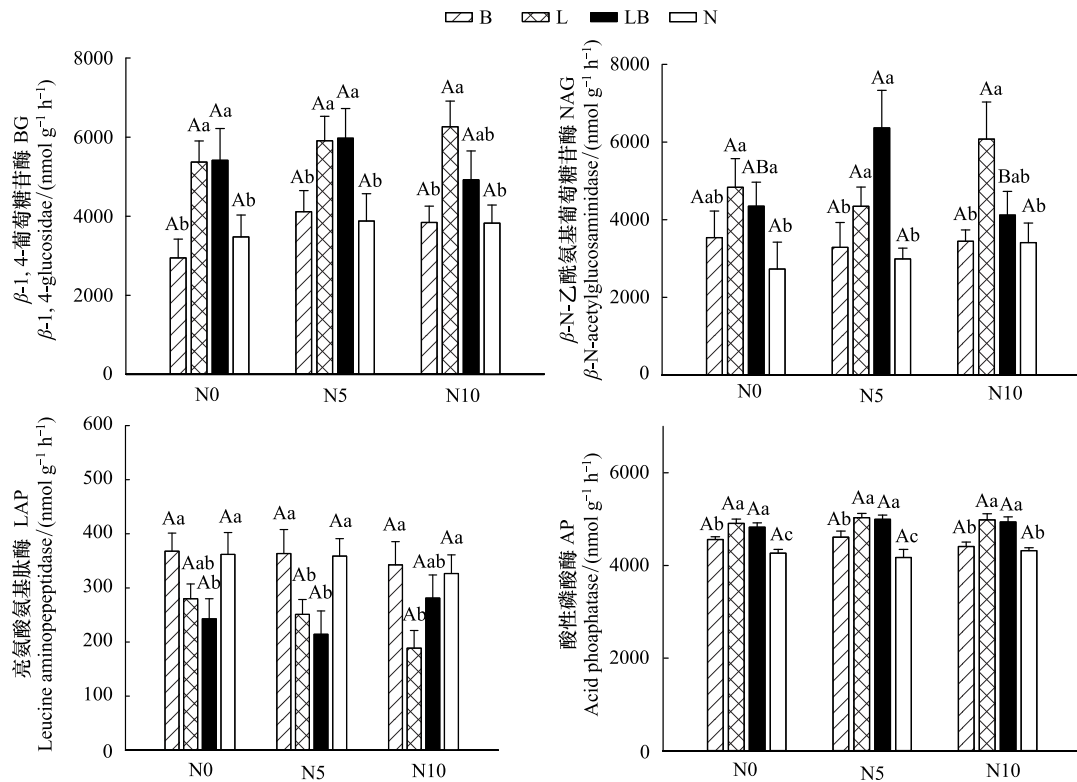 B L LB N
β-1, 4-葡萄糖苷酶 BG
β-1, 4-glucosidae/(nmol g⁻¹ h⁻¹)
8000
6000
4000
2000
0
Ab Aa Aa Ab
Ab Aa Aa Ab
Ab Aa Aab Ab
N0 N5 N10
β-N-乙酰氨基葡萄糖苷酶 NAG
β-N-acetylglucosaminidase/(nmol g⁻¹ h⁻¹)
8000
6000
4000
2000
0
Aab Aa ABa Ab
Ab Aa Aa Ab
Ab Aa Bab Ab
N0 N5 N10
亮氨酸氨基肽酶 LAP
Leucine aminopeptidase/(nmol g⁻¹ h⁻¹)
600
500
400
300
200
100
0
Aa Aab Ab Aa
Aa Ab Ab Aa
Aa Ab Aab Aa
N0 N5 N10
酸性磷酸酶 AP
Acid phoaphatase/(nmol g⁻¹ h⁻¹)
6000
4000
2000
0
Ab Aa Aa Ac
Ab Aa Aa Ac
Ab Aa Aa Ab
N0 N5 N10